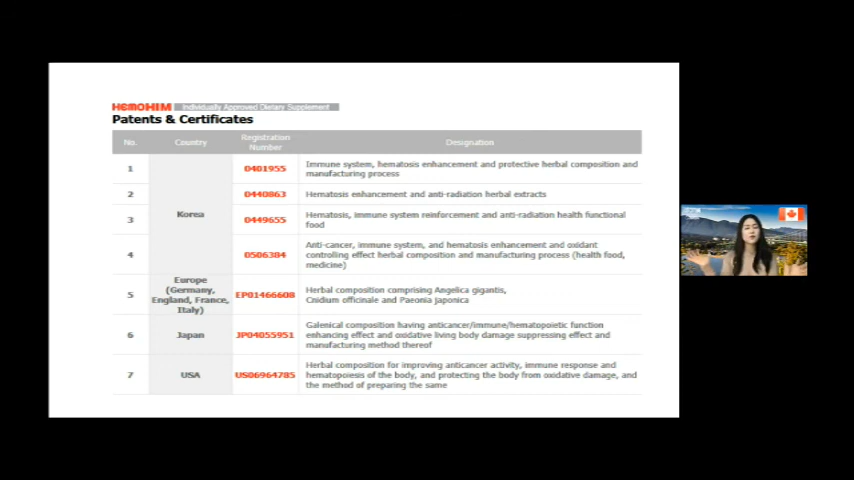 HEMOHIM Individually Approved Dietary Supplement
Patents & Certificates
No. Country Registration Number Designation
1 Korea 0401955 Immune system, hematosis enhancement and protective herbal composition and
manufacturing process
2 0440863 Hematosis enhancement and anti-radiation herbal extracts
3 0449655 Hematosis, immune system reinforcement and anti-radiation health functional
food
4 0506384 Anti-cancer, immune system, and hematosis enhancement and oxidant
controlling effect herbal composition and manufacturing process (health food,
medicine)
5 Europe
(Germany,
England, France,
Italy)
EP01466608 Herbal composition comprising Angelica gigantis,
Cnidium officinale and Paeonia japonica
6 Japan JP04055951 Galenical composition having anticancer/immune/hematopoietic function
enhancing effect and oxidative living body damage suppressing effect and
manufacturing method thereof
7 USA US06964785 Herbal composition for improving anticancer activity, immune response and
hematopoiesis of the body, and protecting the body from oxidative damage, and
the method of preparing the same